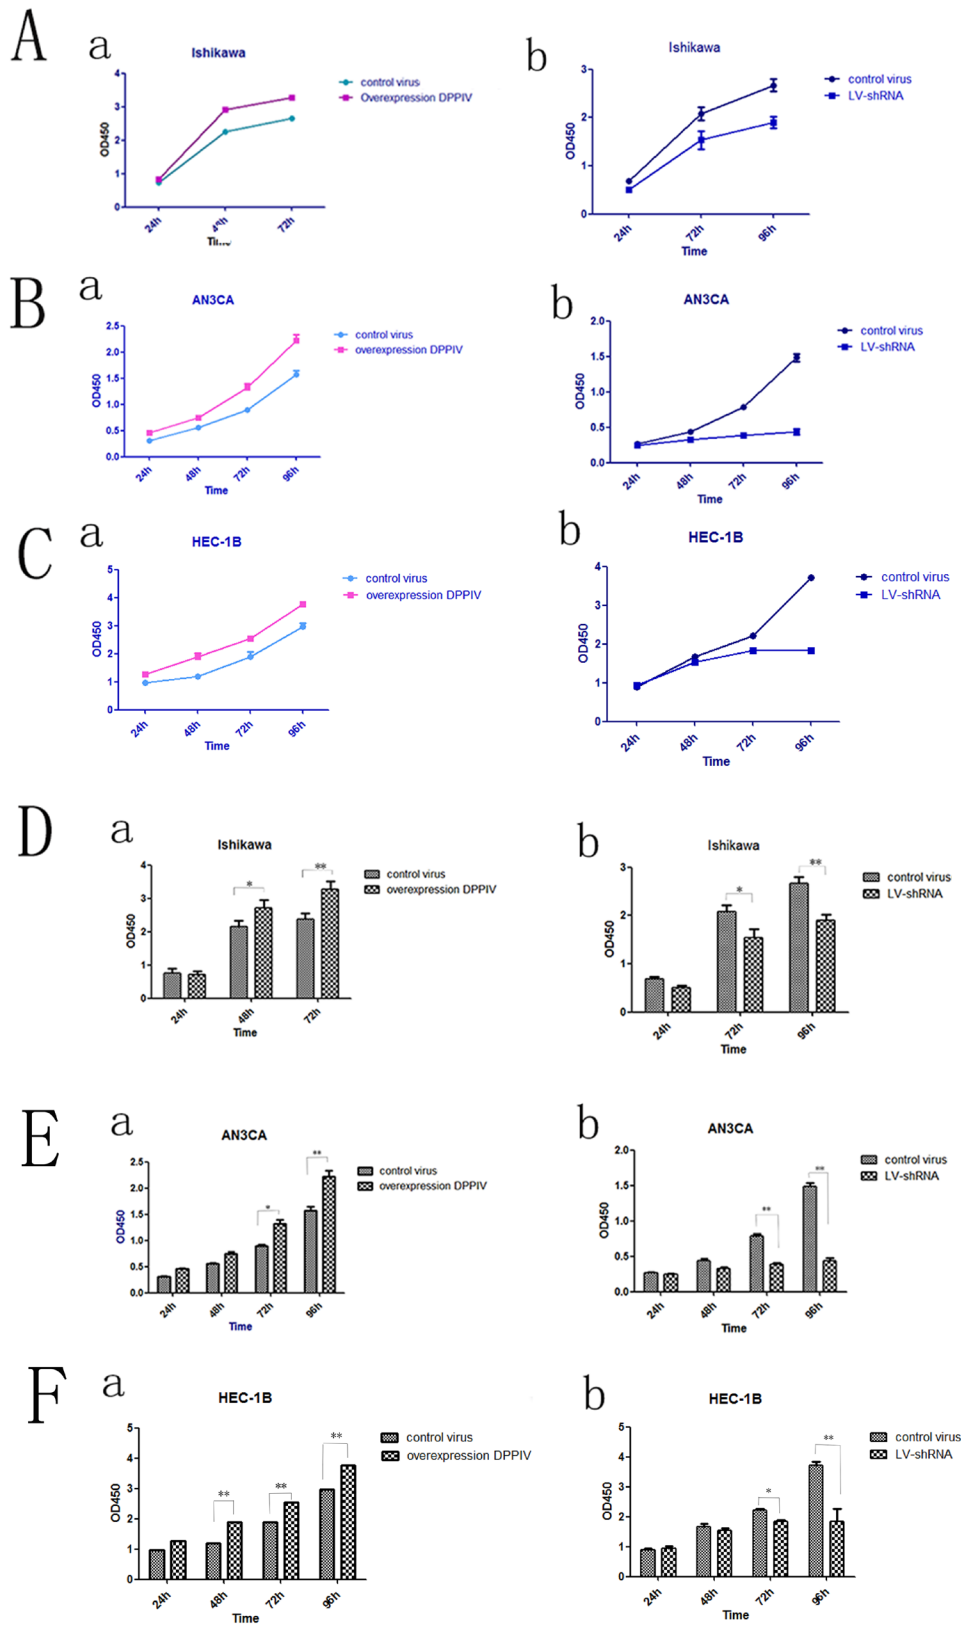 A
a
Ishikawa
control virus
Overexpression DPPIV
OD450
4
3
2
1
0
24h
72h
b
Ishikawa
control virus
LV-shRNA
OD450
3
2
1
0
24h
72h
96h
Time
B
a
AN3CA
control virus
overexpression DPPIV
OD450
2.5
2.0
1.5
1.0
0.5
0.0
24h
48h
72h
96h
Time
b
AN3CA
control virus
LV-shRNA
OD450
2.0
1.5
1.0
0.5
0.0
24h
48h
72h
96h
Time
C
a
HEC-1B
control virus
overexpression DPPIV
OD450
5
4
3
2
1
0
24h
48h
72h
96h
Time
b
HEC-1B
control virus
LV-shRNA
OD450
4
3
2
1
0
24h
48h
72h
96h
Time
D
a
Ishikawa
control virus
overexpression DPPIV
OD450
4
3
2
1
0
*
**
24h
48h
72h
Time
b
Ishikawa
control virus
LV-shRNA
OD450
3
2
1
0
*
**
24h
72h
96h
Time
E
a
AN3CA
control virus
overexpression DPPIV
OD450
2.5
2.0
1.5
1.0
0.5
0.0
*
**
24h
48h
72h
96h
Time
b
AN3CA
control virus
LV-shRNA
OD450
2.0
1.5
1.0
0.5
0.0
**
**
24h
48h
72h
96h
Time
F
a
HEC-1B
control virus
overexpression DPPIV
OD450
5
4
3
2
1
0
**
**
**
24h
48h
72h
96h
Time
b
HEC-1B
control virus
LV-shRNA
OD450
5
4
3
2
1
0
*
**
24h
48h
72h
96h
Time